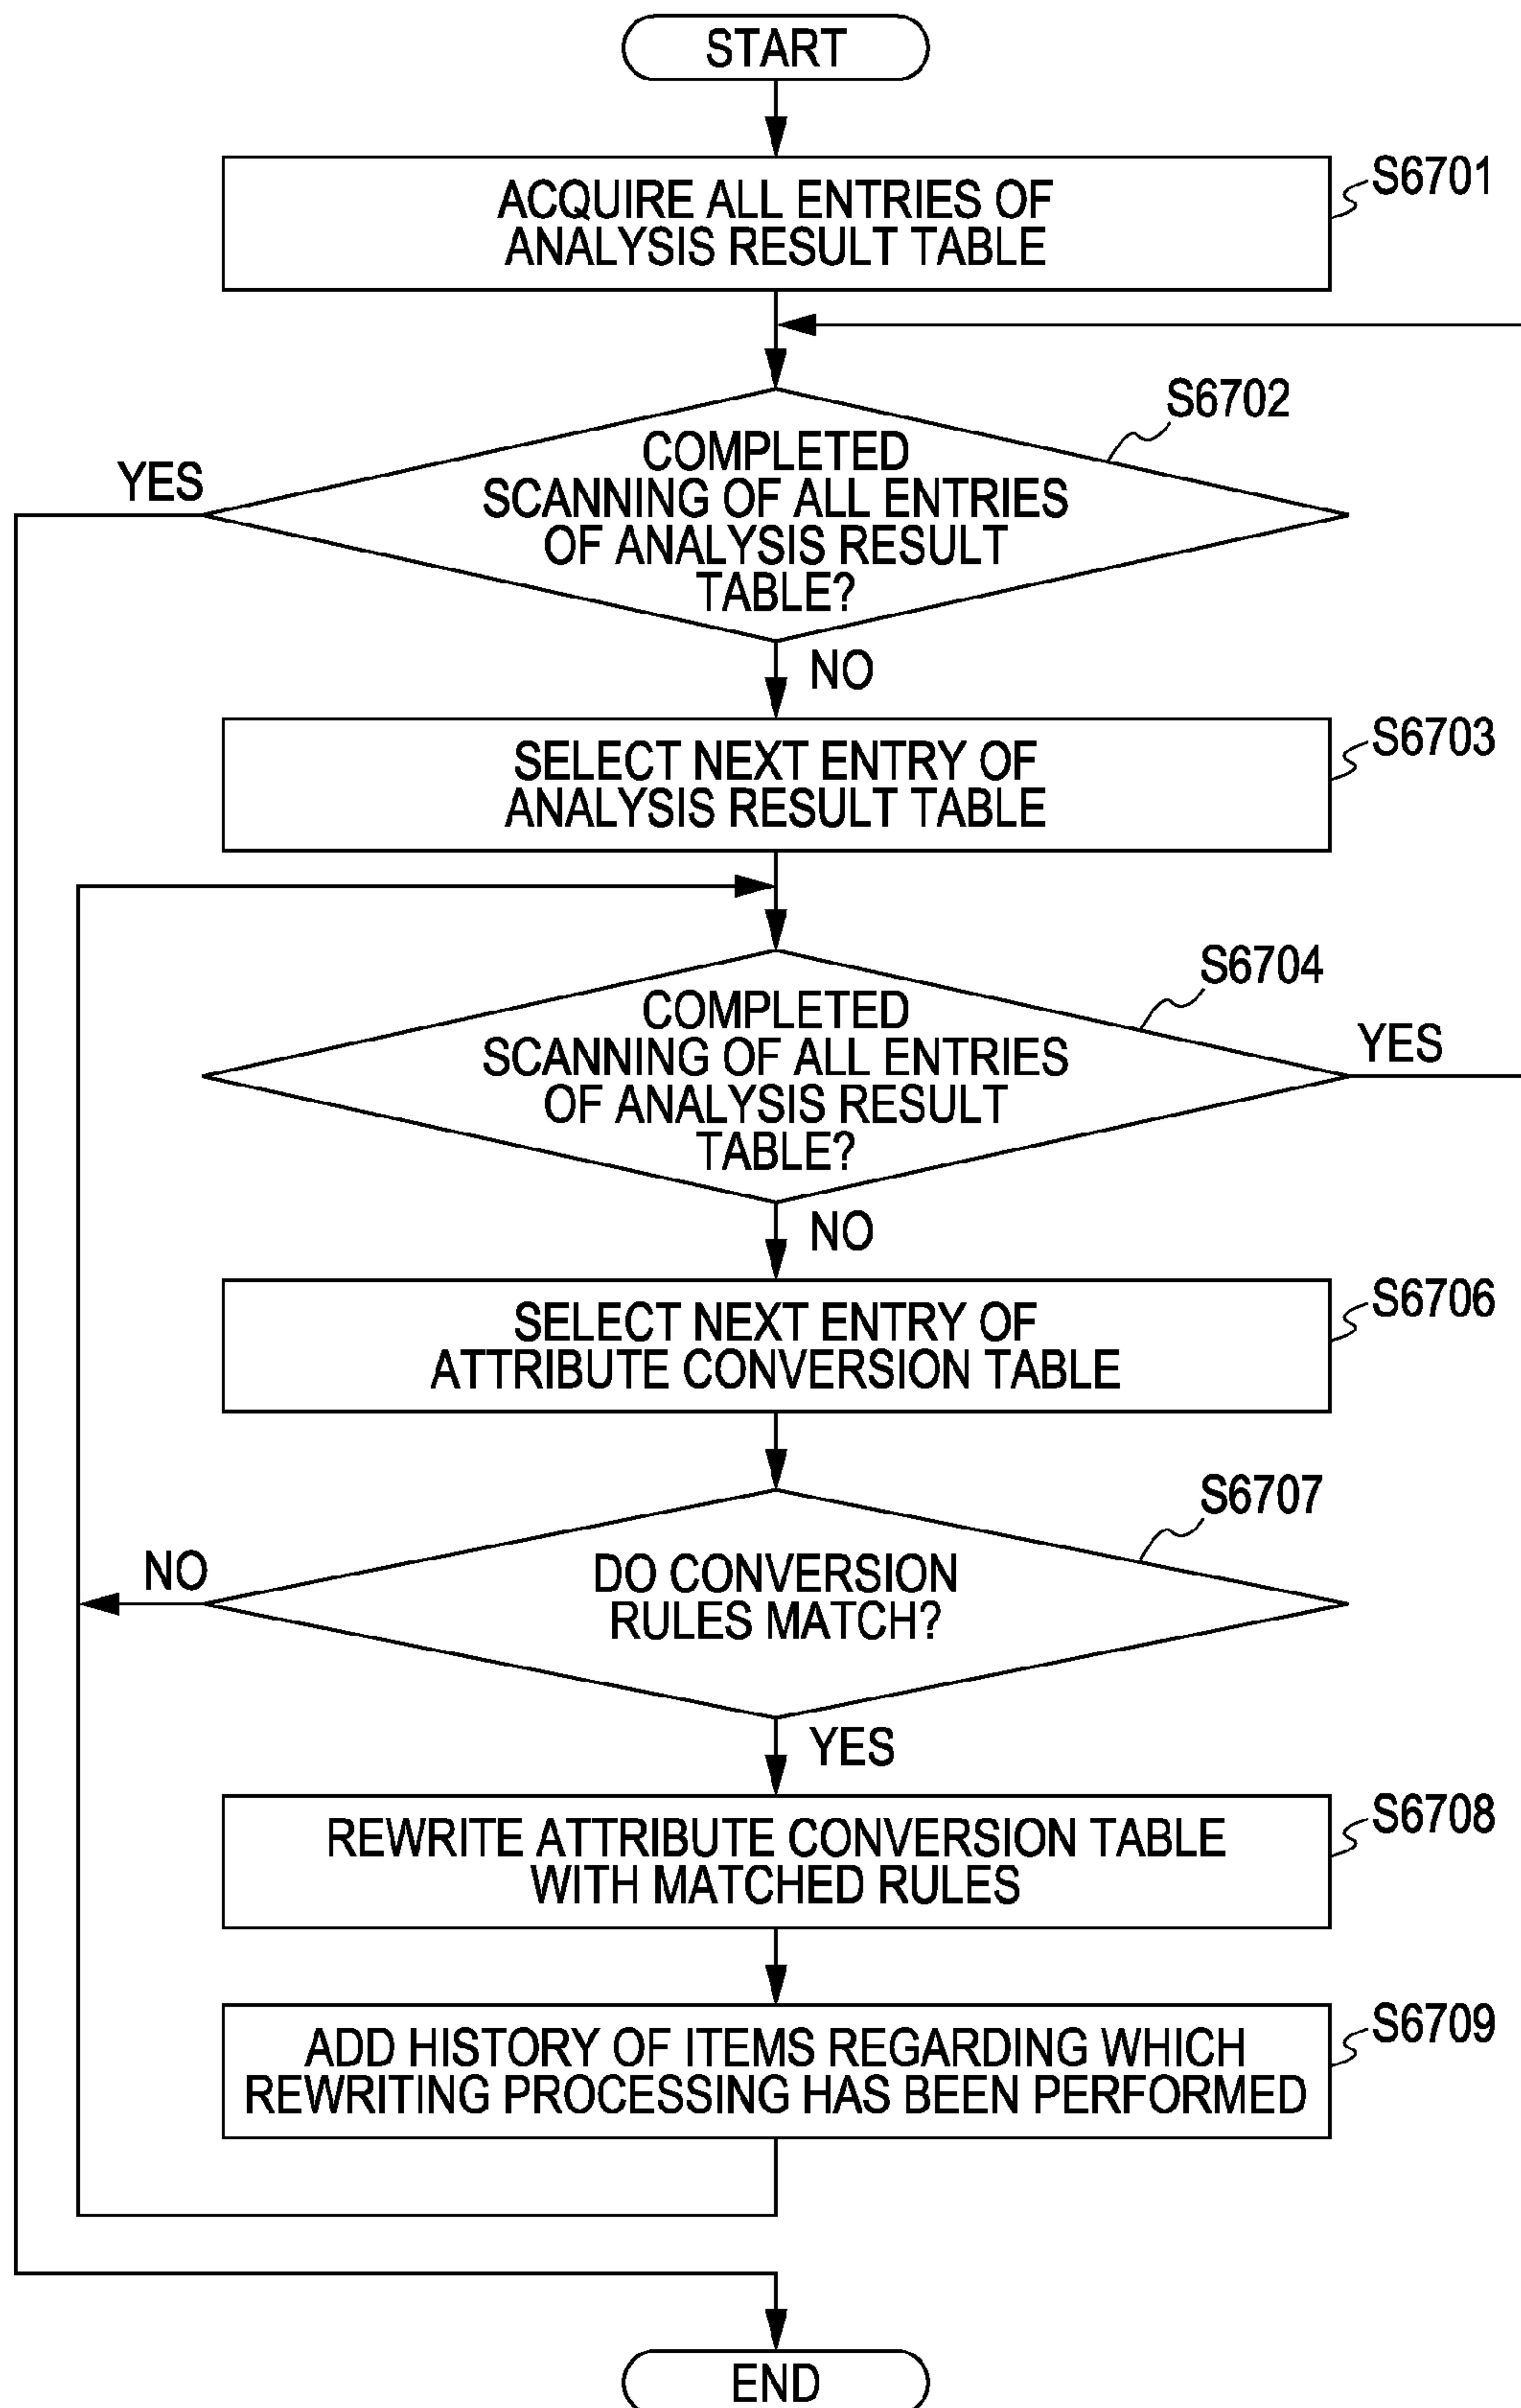 START
ACQUIRE ALL ENTRIES OF
ANALYSIS RESULT TABLE
S6701
S6702
COMPLETED
SCANNING OF ALL ENTRIES
OF ANALYSIS RESULT
TABLE?
YES
NO
SELECT NEXT ENTRY OF
ANALYSIS RESULT TABLE
S6703
S6704
COMPLETED
SCANNING OF ALL ENTRIES
OF ANALYSIS RESULT
TABLE?
YES
NO
SELECT NEXT ENTRY OF
ATTRIBUTE CONVERSION TABLE
S6706
S6707
DO CONVERSION
RULES MATCH?
NO
YES
REWRITE ATTRIBUTE CONVERSION TABLE
WITH MATCHED RULES
S6708
ADD HISTORY OF ITEMS REGARDING WHICH
REWRITING PROCESSING HAS BEEN PERFORMED
S6709
END